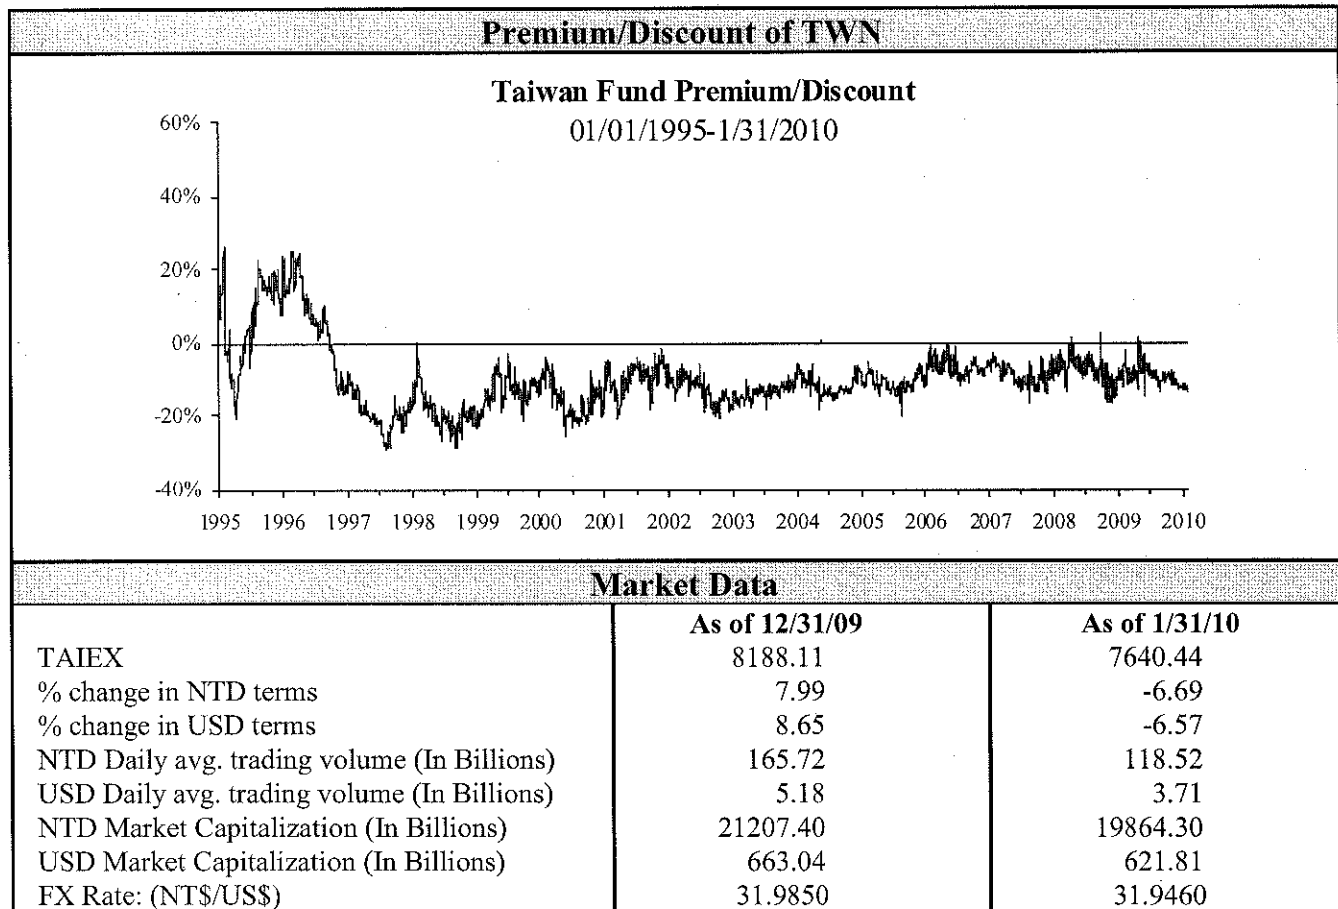 Premium/Discount of TWN
Taiwan Fund Premium/Discount
01/01/1995-1/31/2010
60%
40%
20%
0%
-20%
-40%
1995 1996 1997 1998 1999 2000 2001 2002 2003 2004 2005 2006 2007 2008 2009 2010
Market Data
As of 12/31/09 As of 1/31/10
TAIEX 8188.11 7640.44
% change in NTD terms 7.99 -6.69
% change in USD terms 8.65 -6.57
NTD Daily avg. trading volume (In Billions) 165.72 118.52
USD Daily avg. trading volume (In Billions) 5.18 3.71
NTD Market Capitalization (In Billions) 21207.40 19864.30
USD Market Capitalization (In Billions) 663.04 621.81
FX Rate: (NT$/US$) 31.9850 31.9460